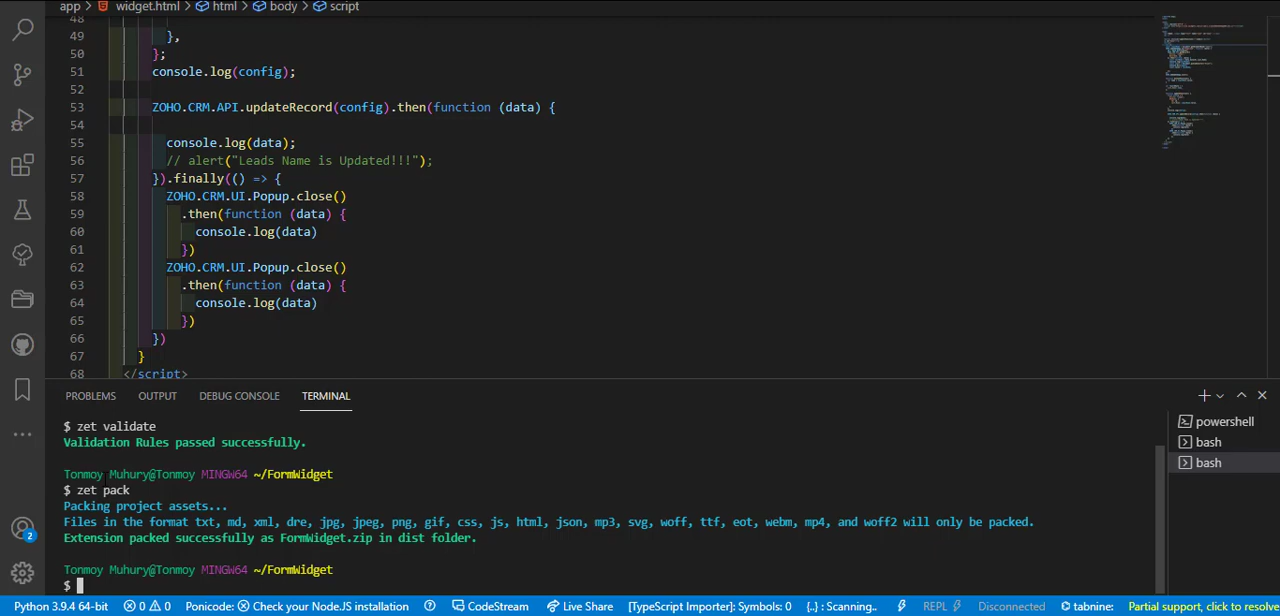 app > widget.html > html > body > script
48
49 },
50 };
51 console.log(config);
52
53 ZOHO.CRM.API.updateRecord(config).then(function (data) {
54
55 console.log(data);
56 // alert("Leads Name is Updated!!!");
57 }).finally(() => {
58 ZOHO.CRM.UI.Popup.close()
59 .then(function (data) {
60 console.log(data)
61 })
62 ZOHO.CRM.UI.Popup.close()
63 .then(function (data) {
64 console.log(data)
65 })
66 })
67 }
68 </script>
PROBLEMS OUTPUT DEBUG CONSOLE TERMINAL
$ zet validate
Validation Rules passed successfully.
Tonmoy Muhury@Tonmoy MINGW64 ~/FormWidget
$ zet pack
Packing project assets...
Files in the format txt, md, xml, dre, jpg, jpeg, png, gif, css, js, html, json, mp3, svg, woff, ttf, eot, webm, mp4, and woff2 will only be packed.
Extension packed successfully as FormWidget.zip in dist folder.
Tonmoy Muhury@Tonmoy MINGW64 ~/FormWidget
$
powershell
bash
bash
2
Python 3.9.4 64-bit 0 0 Ponicode: Check your NodeJS installation CodeStream Live Share [TypeScript Importer]: Symbols: 0 {..} : Scanning.. REPL Disconnected tabnine: Partial support, click to resolve